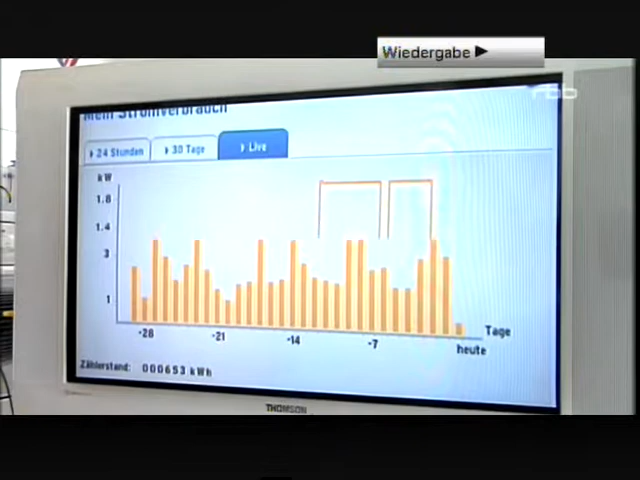 Wiedergabe
rbb
Mein Stromverbrauch
24 Stunden
30 Tage
Live
kW
1.8
1.4
3
1
-28
-21
-14
-7
Tage
heute
Zählerstand: 000653 kWh
THOMSON